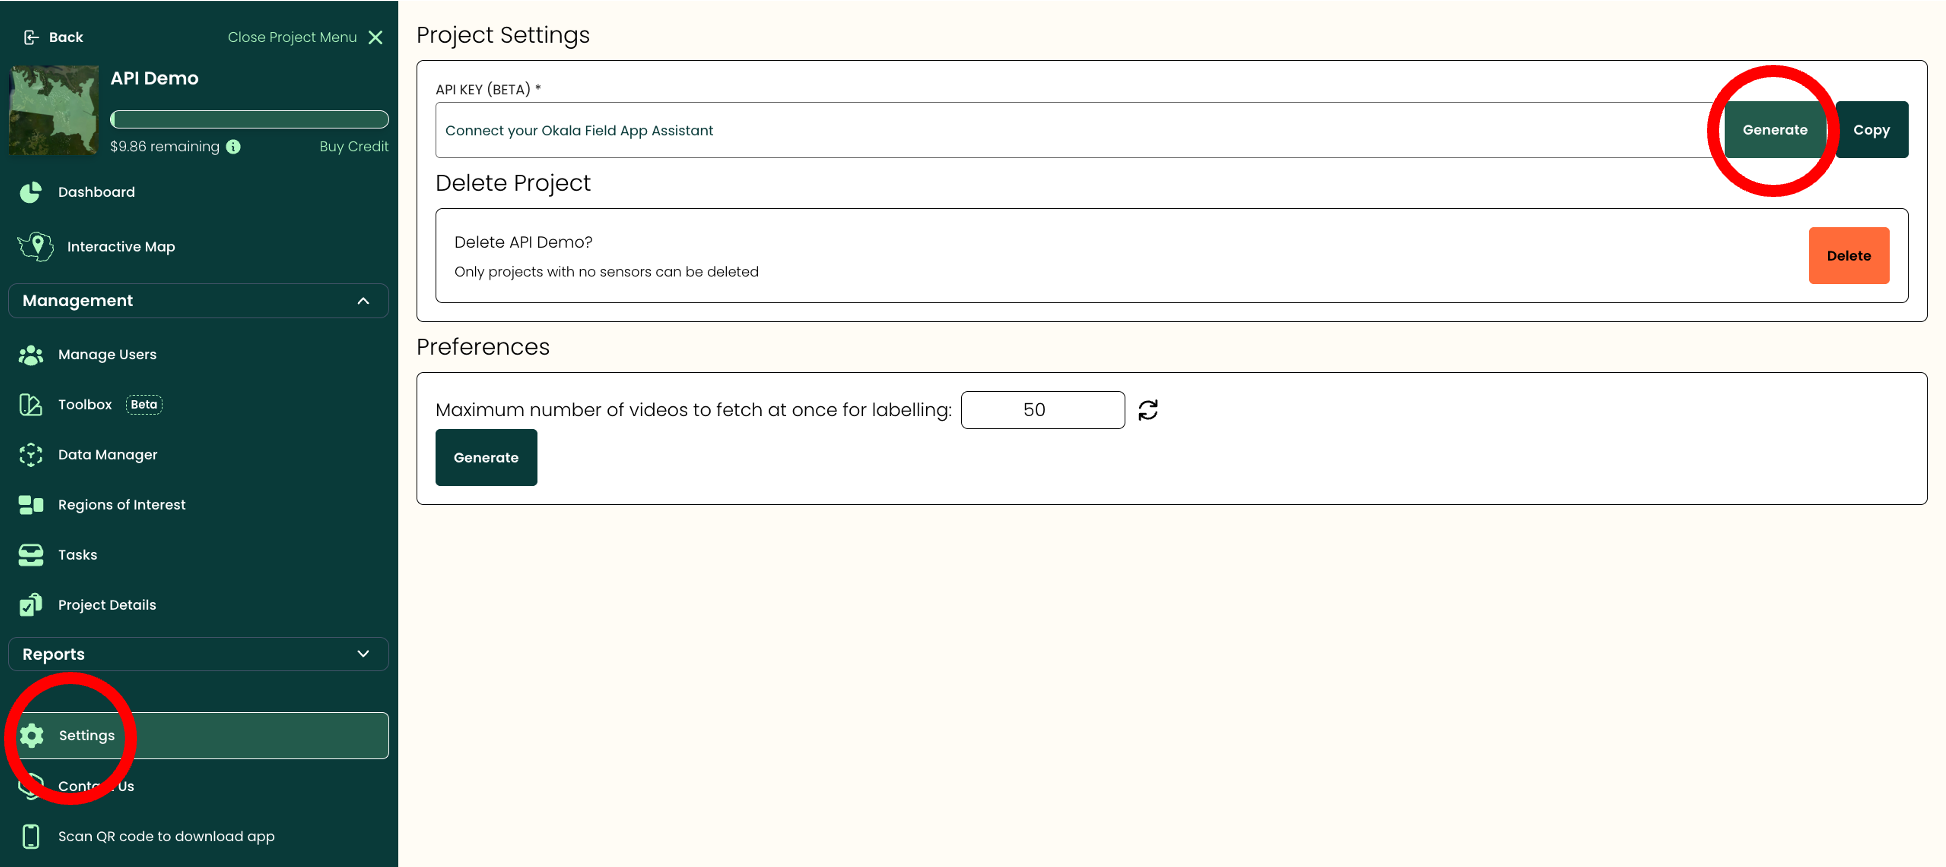 Back
Close Project Menu
API Demo
$9.86 remaining
Buy Credit
Dashboard
Interactive Map
Management
Manage Users
Toolbox Beta
Data Manager
Regions of Interest
Tasks
Project Details
Reports
Settings
Contact Us
Scan QR code to download app
Project Settings
API KEY (BETA) *
Connect your Okala Field App Assistant
Generate
Copy
Delete Project
Delete API Demo?
Only projects with no sensors can be deleted
Delete
Preferences
Maximum number of videos to fetch at once for labelling: 50
Generate